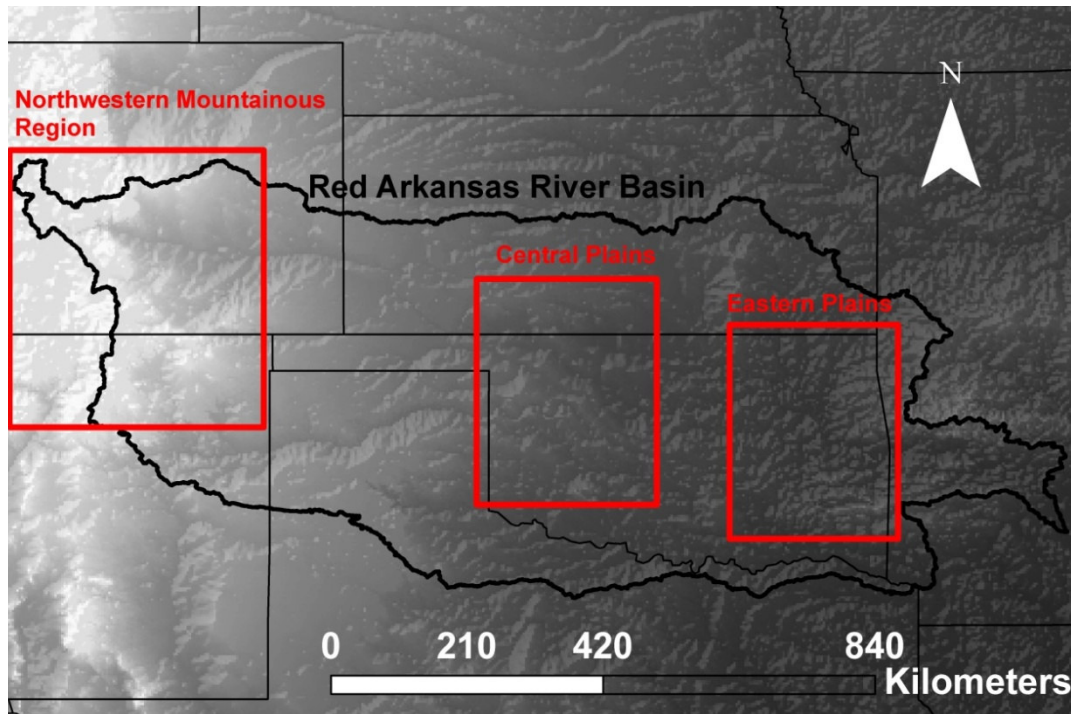 N
Northwestern Mountainous
Region
Red Arkansas River Basin
Central Plains
Eastern Plains
0 210 420 840
Kilometers